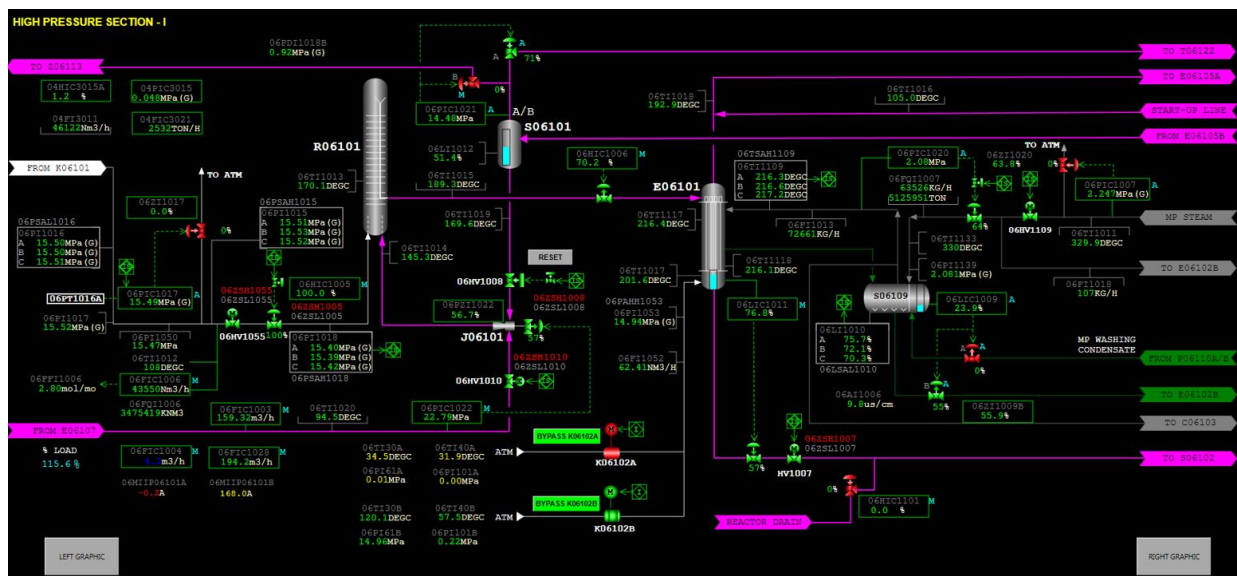 HIGH PRESSURE SECTION - I
06PDI1018B
0.92MPa(G)
A
A
71%
TO Z06113
TO T06122
B
M
0%
TO E06105A
04HIC3015A
1.2 %
04PIC3015
0.048MPa(G)
06PIC1021
14.48MPa
A
A/B
06TI1018
192.9DEGC
06TI1016
105.0DEGC
START-UP LINE
04FI3011
46122Nm3/h
04FIC3021
2532TON/H
S06101
FROM E06105B
R06101
06LI1012
51.4%
06HIC1006
70.2 %
M
06TSAH1109
06TI1109
A 216.3DEGC
B 216.6DEGC
C 217.2DEGC
06PIC1020
2.08MPa
A
TO ATM
06ZI1020
63.8%
0%
A
FROM K06101
TO ATM
06TI1013
170.1DEGC
06TI1015
189.3DEGC
E06101
06FQI1007
63526KG/H
5125951TON
06PIC1007
2.247MPa(G)
06ZI1017
0.0%
06PSAH1015
06PI1015
A 15.51MPa(G)
B 15.53MPa(G)
C 15.52MPa(G)
06TI1019
169.6DEGC
06TI1117
216.4DEGC
06FI1013
72661KG/H
64%
06HV1109
06TI1011
329.9DEGC
MP STEAM
06PSAL1016
06PI1016
A 15.50MPa(G)
B 15.50MPa(G)
C 15.51MPa(G)
0%
06TI1014
145.3DEGC
RESET
06TI1133
330DEGC
06TI1017
201.6DEGC
06TI1118
216.1DEGC
06PI1139
2.081MPa(G)
TO E06102B
06PT1016A
06PIC1017
15.49MPa(G)
A
06ZSH1055
06ZSL1055
06HIC1005
100.0 %
M
06HV1008
06ZSH1008
06ZSL1008
06PAHH1053
06PI1053
14.94MPa(G)
06LIC1011
76.8%
A
S06109
06FI1018
107KG/H
06LIC1009
23.9%
A
06PI1017
15.52MPa(G)
06ZSH1005
06ZSL1005
06PZI1022
56.7%
06PI1050
15.47MPa
06HV1055
100%
06PI1018
A 15.40MPa(G)
B 15.39MPa(G)
C 15.42MPa(G)
06PSAH1018
J06101
57%
06LI1010
A 75.7%
B 72.1%
C 70.3%
06LSAL1010
A
A
0%
MP WASHING
CONDENSATE
FROM P06110A/B
06TI1012
108DEGC
06ZSH1010
06ZSL1010
06FI1052
62.41NM3/H
06FFI1006
2.80mol/mo
06FIC1006
43550Nm3/h
M
06HV1010
B
A
55%
TO E06102B
06FQI1006
3475419KNM3
06FIC1003
159.32m3/h
M
06TI1020
94.5DEGC
06PIC1022
22.79MPa
M
06AI1006
9.8us/cm
06ZI1009B
55.9%
TO C06103
FROM E06107
BYPASS K06102A
M
I
06ZSH1007
06ZSL1007
% LOAD
115.6%
06FIC1004
m3/h
06FIC1028
194.2m3/h
M
06TI30A
34.5DEGC
06TI40A
31.9DEGC
ATM
K06102A
57%
HV1007
TO S06102
06MIIP06101A
-0.2A
06MIIP06101B
168.0A
06PI61A
0.01MPa
06PI101A
0.00MPa
0%
06HIC1101
0.0 %
M
06TI30B
120.1DEGC
06TI40B
57.5DEGC
BYPASS K06102B
M
I
ATM
K06102B
REACTOR DRAIN
06PI61B
14.96MPa
06PI101B
0.22MPa
LEFT GRAPHIC
RIGHT GRAPHIC